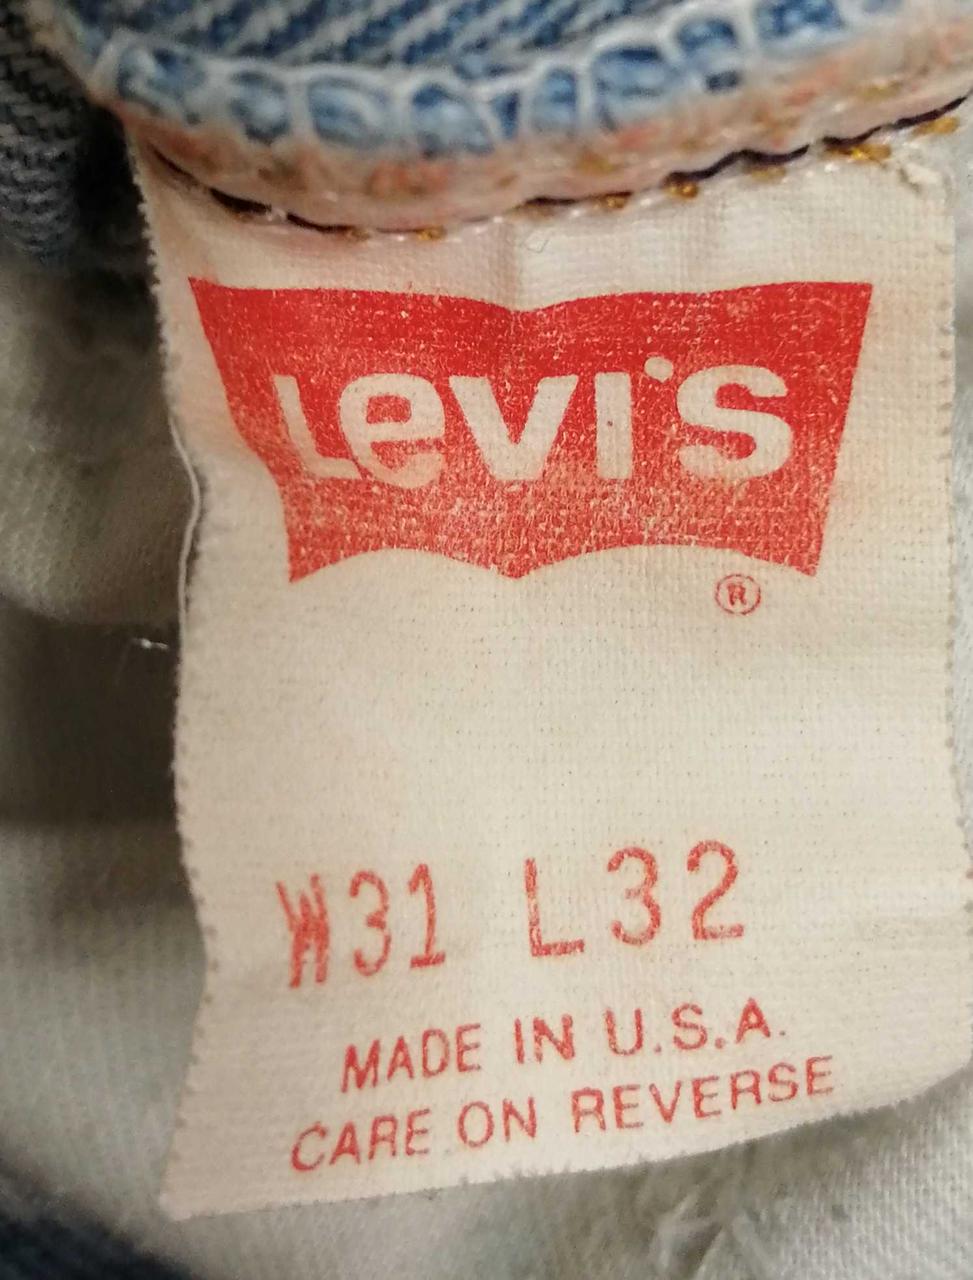 Levi's
®
W31 L32
MADE IN U.S.A.
CARE ON REVERSE